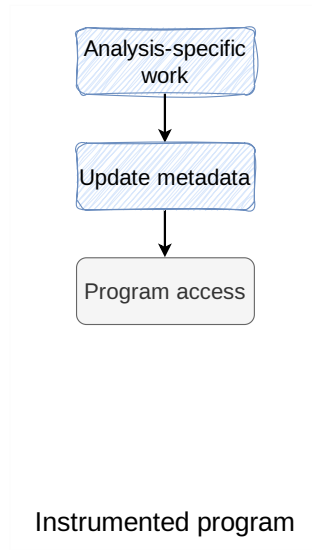 Analysis-specific
work
Update metadata
Program access
Instrumented program